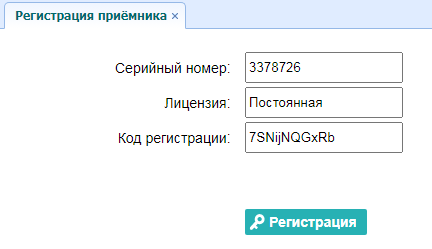 Регистрация приёмника ×
Серийный номер: 3378726
Лицензия: Постоянная
Код регистрации: 7SNijNQGxRb
Регистрация